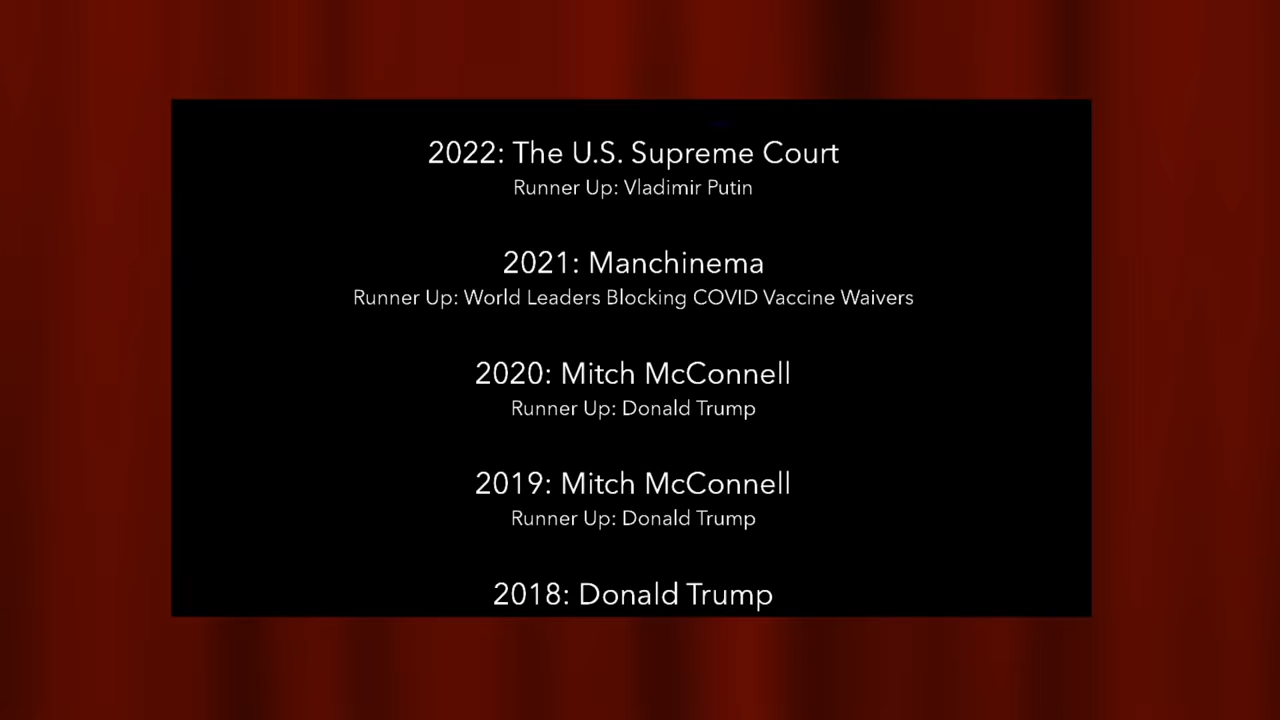 2022: The U.S. Supreme Court
Runner Up: Vladimir Putin
2021: Manchinema
Runner Up: World Leaders Blocking COVID Vaccine Waivers
2020: Mitch McConnell
Runner Up: Donald Trump
2019: Mitch McConnell
Runner Up: Donald Trump
2018: Donald Trump